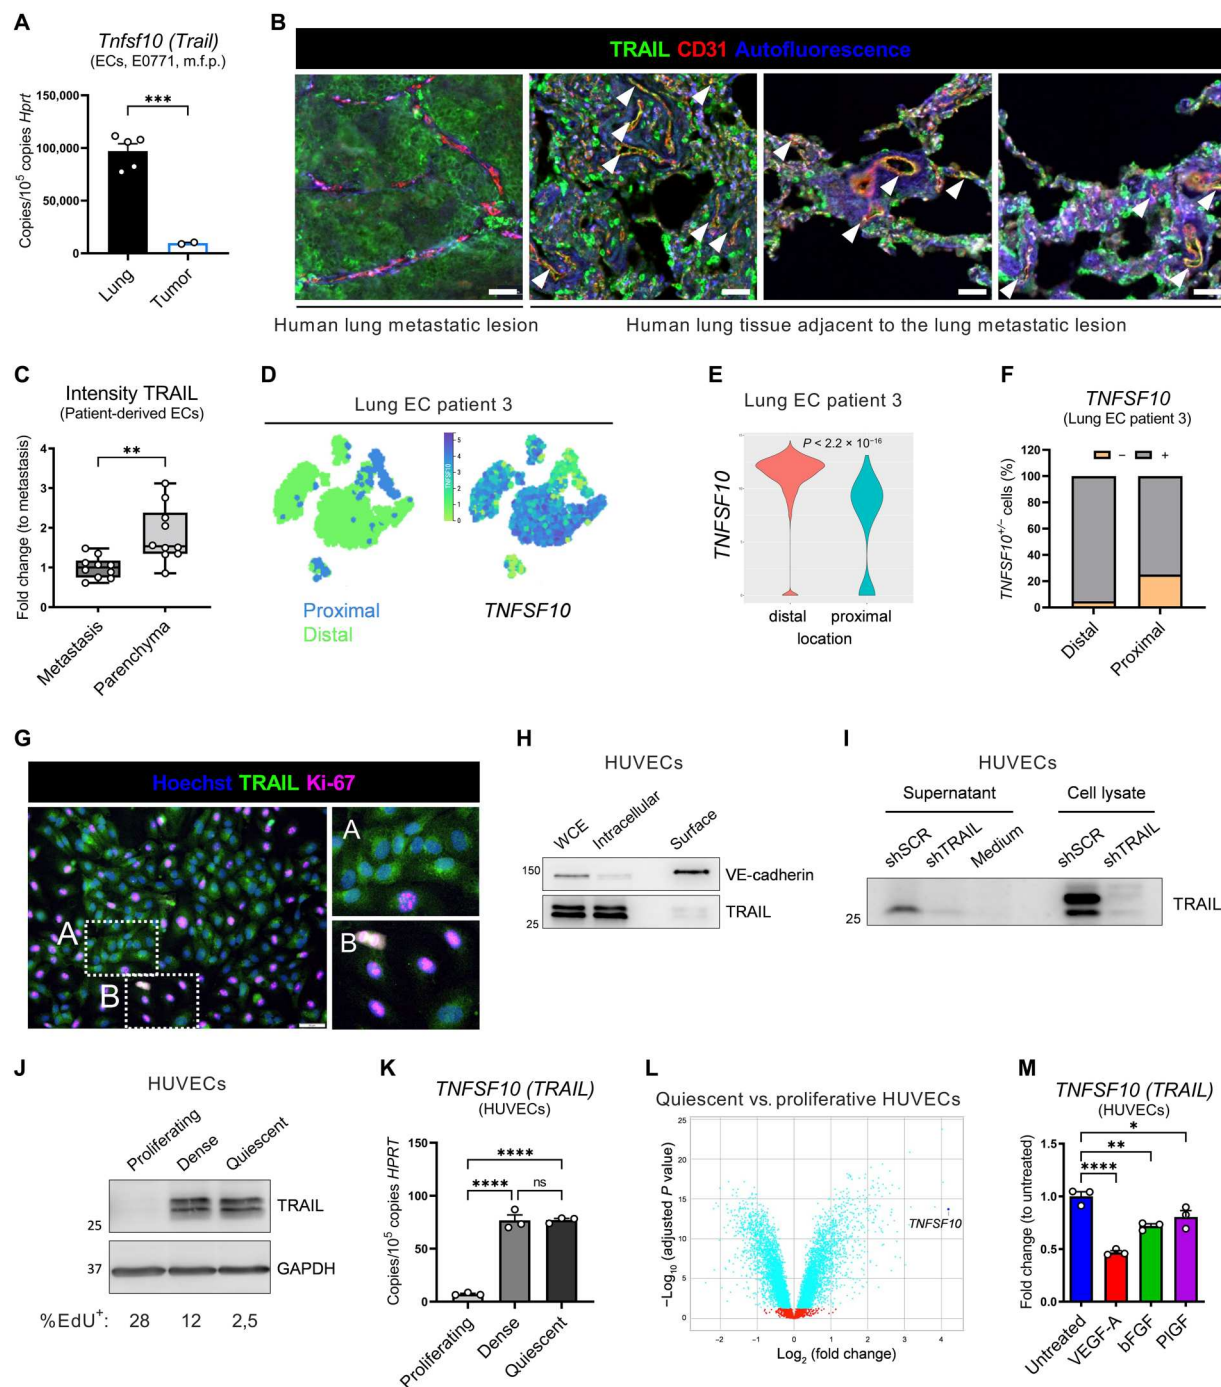 A
Tnfsf10 (Trail)
(ECs, E0771, m.f.p.)
Copies/10⁵ copies Hprt
150,000
100,000
50,000
0
***
Lung
Tumor
B
TRAIL CD31 Autofluorescence
Human lung metastatic lesion
Human lung tissue adjacent to the lung metastatic lesion
C
Intensity TRAIL
(Patient-derived ECs)
Fold change (to metastasis)
4
3
2
1
0
**
Metastasis
Parenchyma
D
Lung EC patient 3
5
4
3
2
1
0
TNFSF10
Proximal
Distal
TNFSF10
E
Lung EC patient 3
P < 2.2 × 10⁻¹⁶
TNFSF10
distal
proximal
location
F
TNFSF10
(Lung EC patient 3)
TNFSF10⁺/⁻ cells (%)
120
100
80
60
40
20
0
− +
Distal
Proximal
G
Hoechst TRAIL Ki-67
A
B
A
B
H
HUVECs
WCE
Intracellular
Surface
150
VE-cadherin
25
TRAIL
I
HUVECs
Supernatant
Cell lysate
shSCR
shTRAIL
Medium
shSCR
shTRAIL
25
TRAIL
J
HUVECs
Proliferating
Dense
Quiescent
25
TRAIL
37
GAPDH
%EdU⁺: 28 12 2,5
K
TNFSF10 (TRAIL)
(HUVECs)
Copies/10⁵ copies HPRT
150
100
50
0
****
**** ns
Proliferating
Dense
Quiescent
L
Quiescent vs. proliferative HUVECs
−Log₁₀ (adjusted P value)
25
20
15
10
5
0
TNFSF10
−2 −1 0 1 2 3 4
Log₂ (fold change)
M
TNFSF10 (TRAIL)
(HUVECs)
Fold change (to untreated)
1.5
1.0
0.5
0.0
*
**
****
Untreated
VEGF-A
bFGF
PlGF